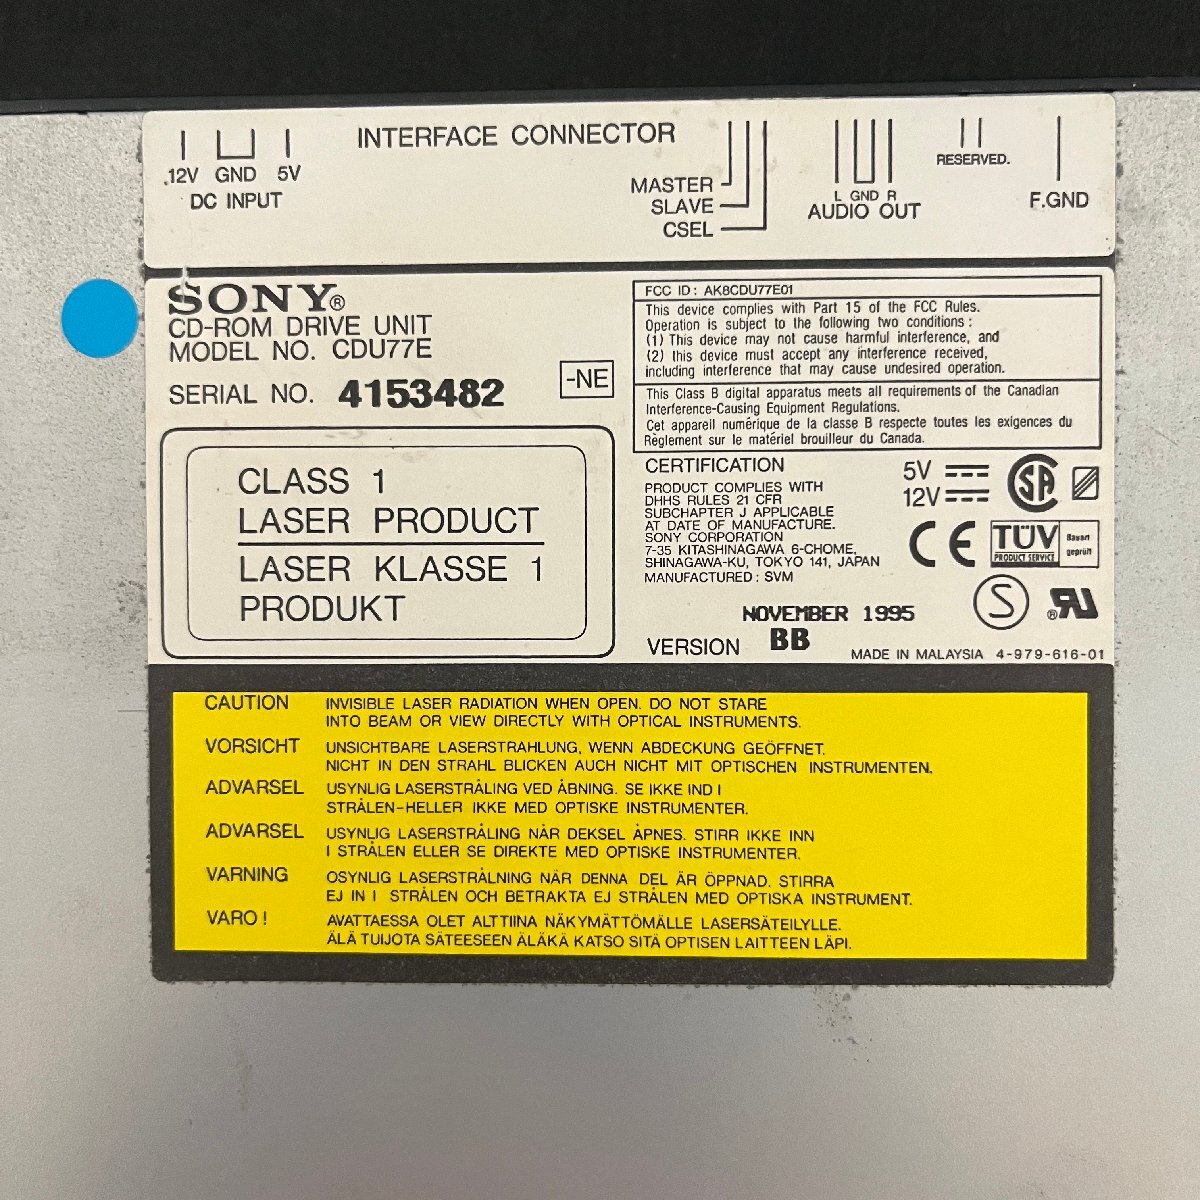 INTERFACE CONNECTOR
12V GND 5V
DC INPUT
MASTER
SLAVE
CSEL
L GND R
AUDIO OUT
RESERVED.
F.GND
SONY®
CD-ROM DRIVE UNIT
MODEL NO. CDU77E
SERIAL NO. 4153482
-NE
CLASS 1
LASER PRODUCT
LASER KLASSE 1
PRODUKT
FCC ID : AK8CDU77E01
This device complies with Part 15 of the FCC Rules.
Operation is subject to the following two conditions :
(1) This device may not cause harmful interference, and
(2) this device must accept any interference received,
including interference that may cause undesired operation.
This Class B digital apparatus meets all requirements of the Canadian
Interference-Causing Equipment Regulations.
Cet appareil numérique de la classe B respecte toutes les exigences du
Règlement sur le matériel brouilleur du Canada.
CERTIFICATION
PRODUCT COMPLIES WITH
DHHS RULES 21 CFR
SUBCHAPTER J APPLICABLE
AT DATE OF MANUFACTURE.
SONY CORPORATION
7-35 KITASHINAGAWA 6-CHOME,
SHINAGAWA-KU, TOKYO 141, JAPAN
MANUFACTURED : SVM
5V
12V
SA
CE
TÜV
PRODUCT SERVICE
Bauart
geprüft
S
®
NOVEMBER 1995
VERSION BB
MADE IN MALAYSIA 4-979-616-01
CAUTION INVISIBLE LASER RADIATION WHEN OPEN. DO NOT STARE
INTO BEAM OR VIEW DIRECTLY WITH OPTICAL INSTRUMENTS.
VORSICHT UNSICHTBARE LASERSTRAHLUNG, WENN ABDECKUNG GEÖFFNET.
NICHT IN DEN STRAHL BLICKEN AUCH NICHT MIT OPTISCHEN INSTRUMENTEN.
ADVARSEL USYNLIG LASERSTRÅLING VED ÅBNING. SE IKKE IND I
STRÅLEN-HELLER IKKE MED OPTISKE INSTRUMENTER.
ADVARSEL USYNLIG LASERSTRÅLING NÅR DEKSEL ÅPNES. STIRR IKKE INN
I STRÅLEN ELLER SE DIREKTE MED OPTISKE INSTRUMENTER.
VARNING OSYNLIG LASERSTRÅLNING NÄR DENNA DEL ÄR ÖPPNAD. STIRRA
EJ IN I STRÅLEN OCH BETRAKTA EJ STRÅLEN MED OPTISKA INSTRUMENT.
VARO ! AVATTAESSA OLET ALTTIINA NÄKYMÄTTÖMÄLLE LASERSÄTEILYLLE.
ÄLÄ TUIJOTA SÄTEESEEN ÄLÄKÄ KATSO SITÄ OPTISEN LAITTEEN LÄPI.